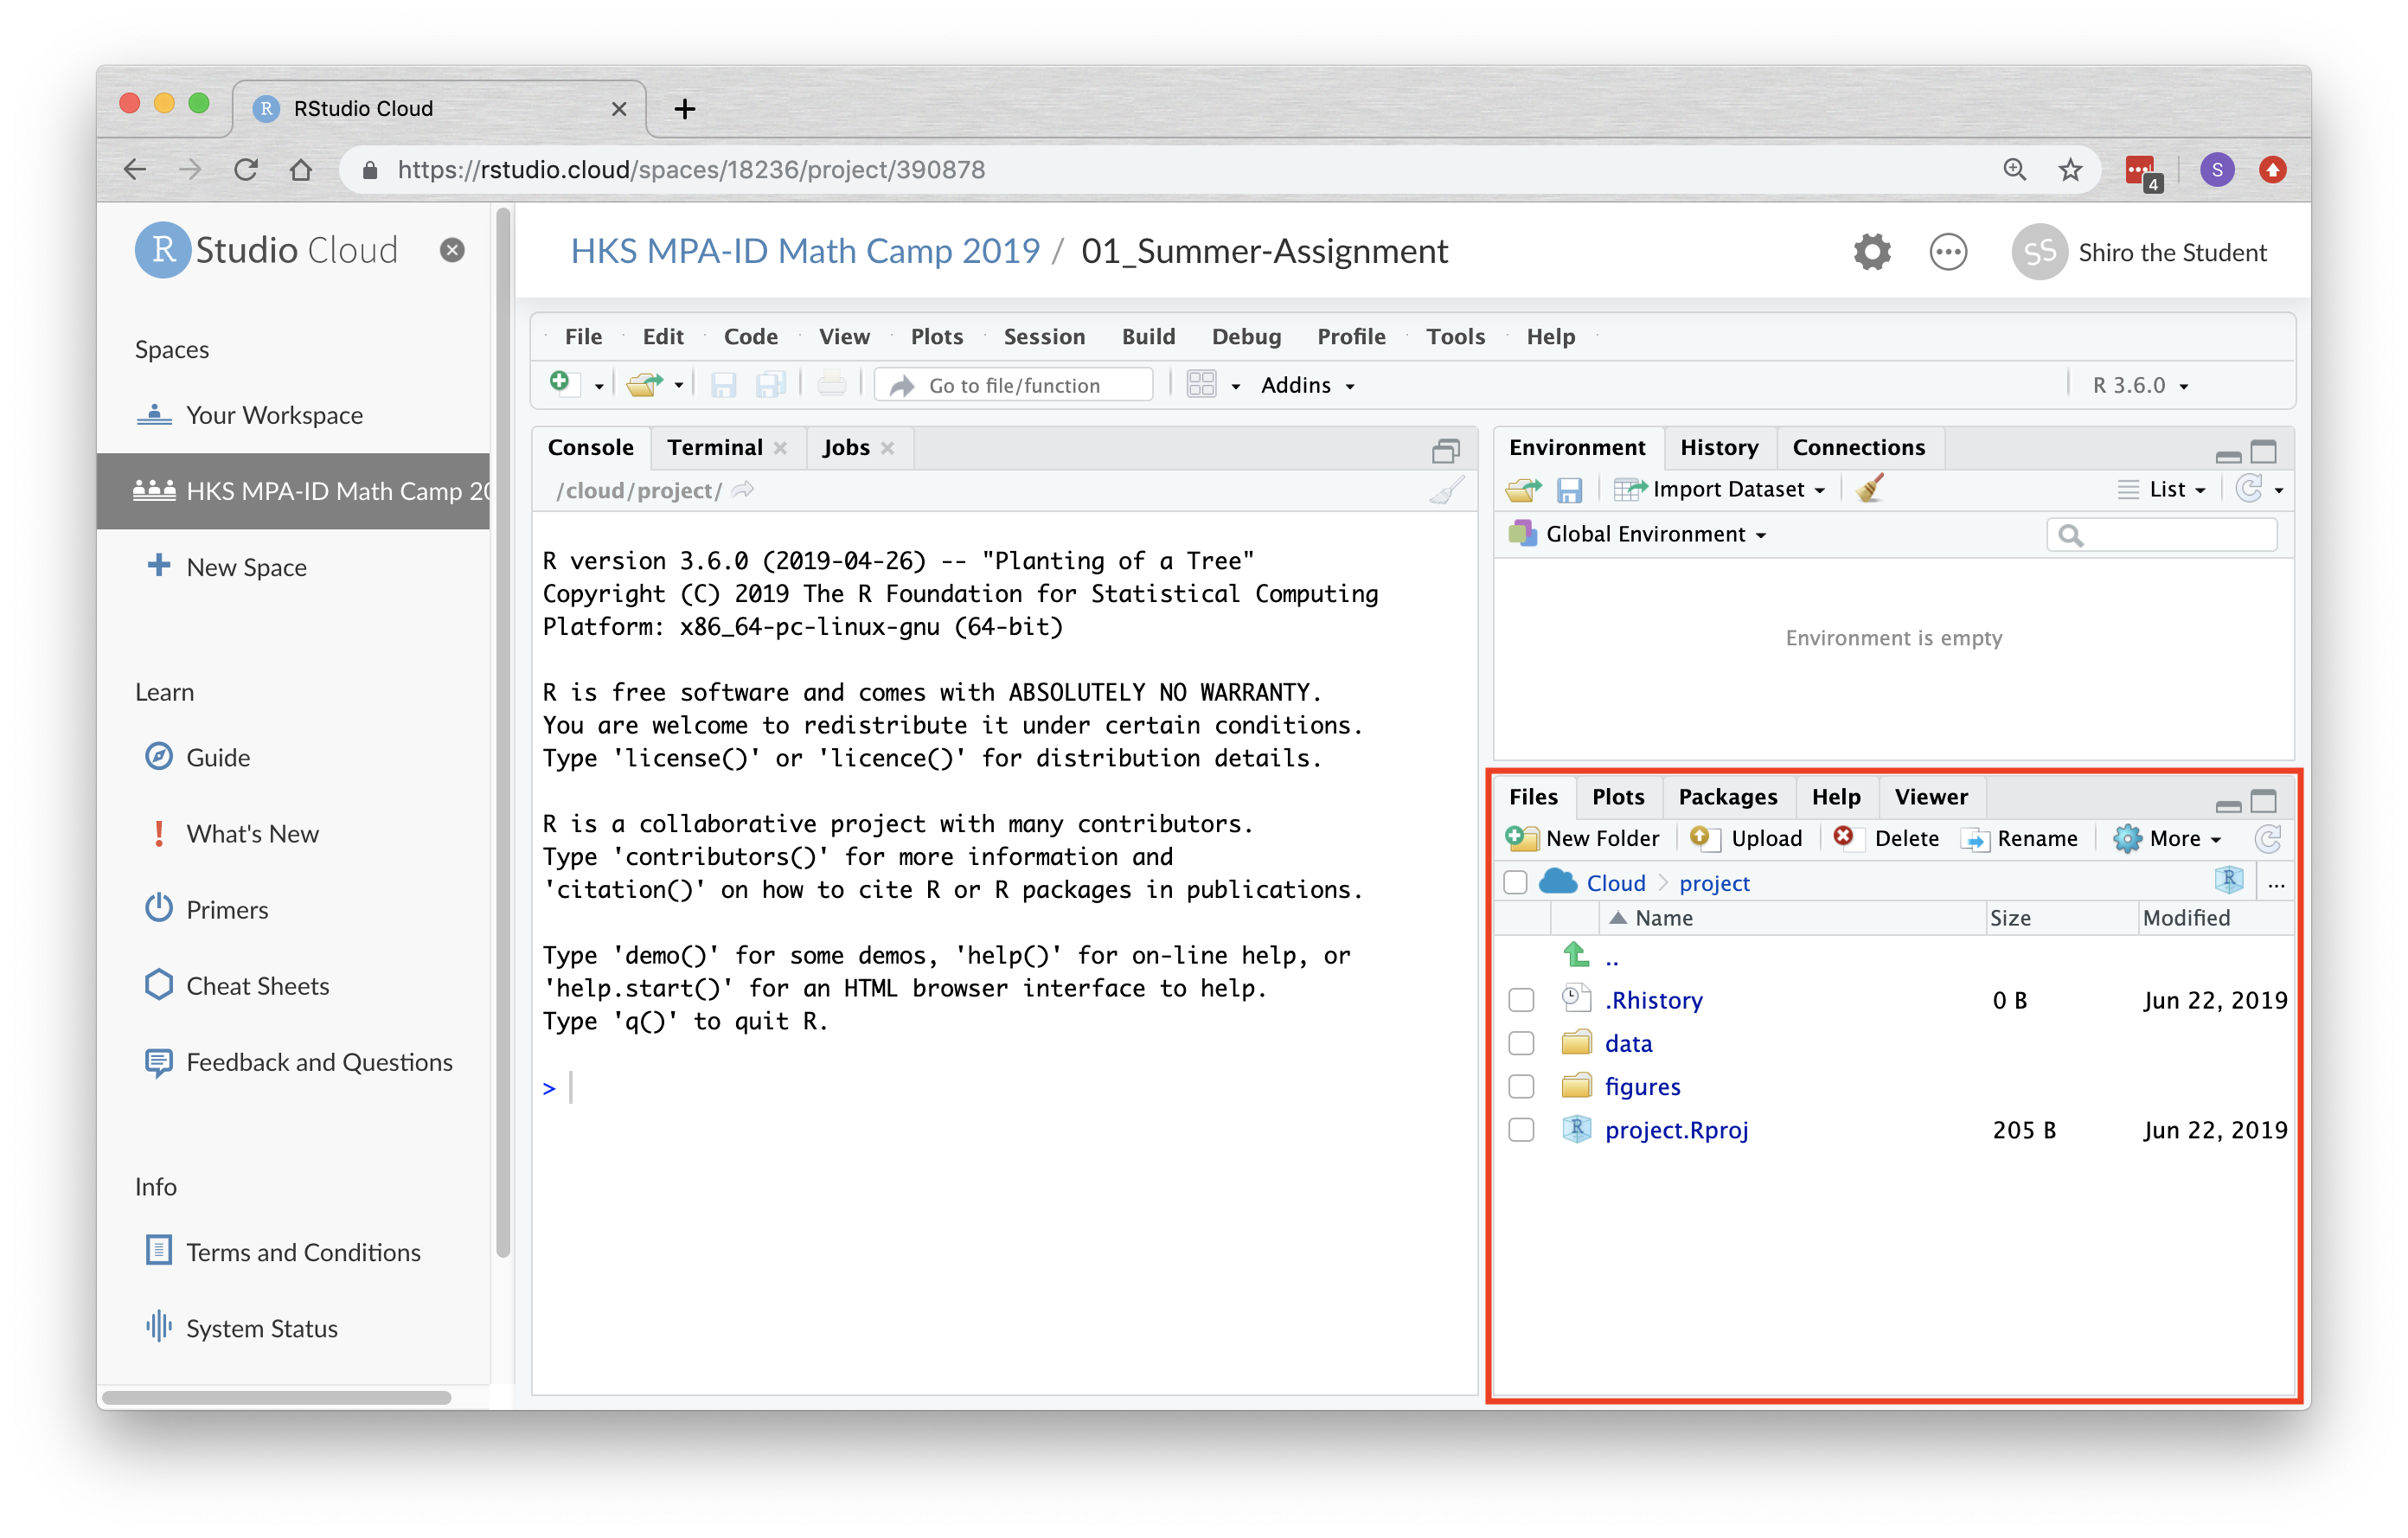 RStudio Cloud
https://rstudio.cloud/spaces/18236/project/390878
4
S
R Studio Cloud
Spaces
Your Workspace
HKS MPA-ID Math Camp 20
New Space
Learn
Guide
What's New
Primers
Cheat Sheets
Feedback and Questions
Info
Terms and Conditions
System Status
HKS MPA-ID Math Camp 2019 / 01_Summer-Assignment
SS Shiro the Student
File Edit Code View Plots Session Build Debug Profile Tools Help
Go to file/function Addins R 3.6.0
Console Terminal Jobs
/cloud/project/
R version 3.6.0 (2019-04-26) -- "Planting of a Tree"
Copyright (C) 2019 The R Foundation for Statistical Computing
Platform: x86_64-pc-linux-gnu (64-bit)
R is free software and comes with ABSOLUTELY NO WARRANTY.
You are welcome to redistribute it under certain conditions.
Type 'license()' or 'licence()' for distribution details.
R is a collaborative project with many contributors.
Type 'contributors()' for more information and
'citation()' on how to cite R or R packages in publications.
Type 'demo()' for some demos, 'help()' for on-line help, or
'help.start()' for an HTML browser interface to help.
Type 'q()' to quit R.
>
Environment History Connections
Import Dataset List
Global Environment
Environment is empty
Files Plots Packages Help Viewer
New Folder Upload Delete Rename More
Cloud project ...
Name Size Modified
..
.Rhistory 0 B Jun 22, 2019
data
figures
project.Rproj 205 B Jun 22, 2019